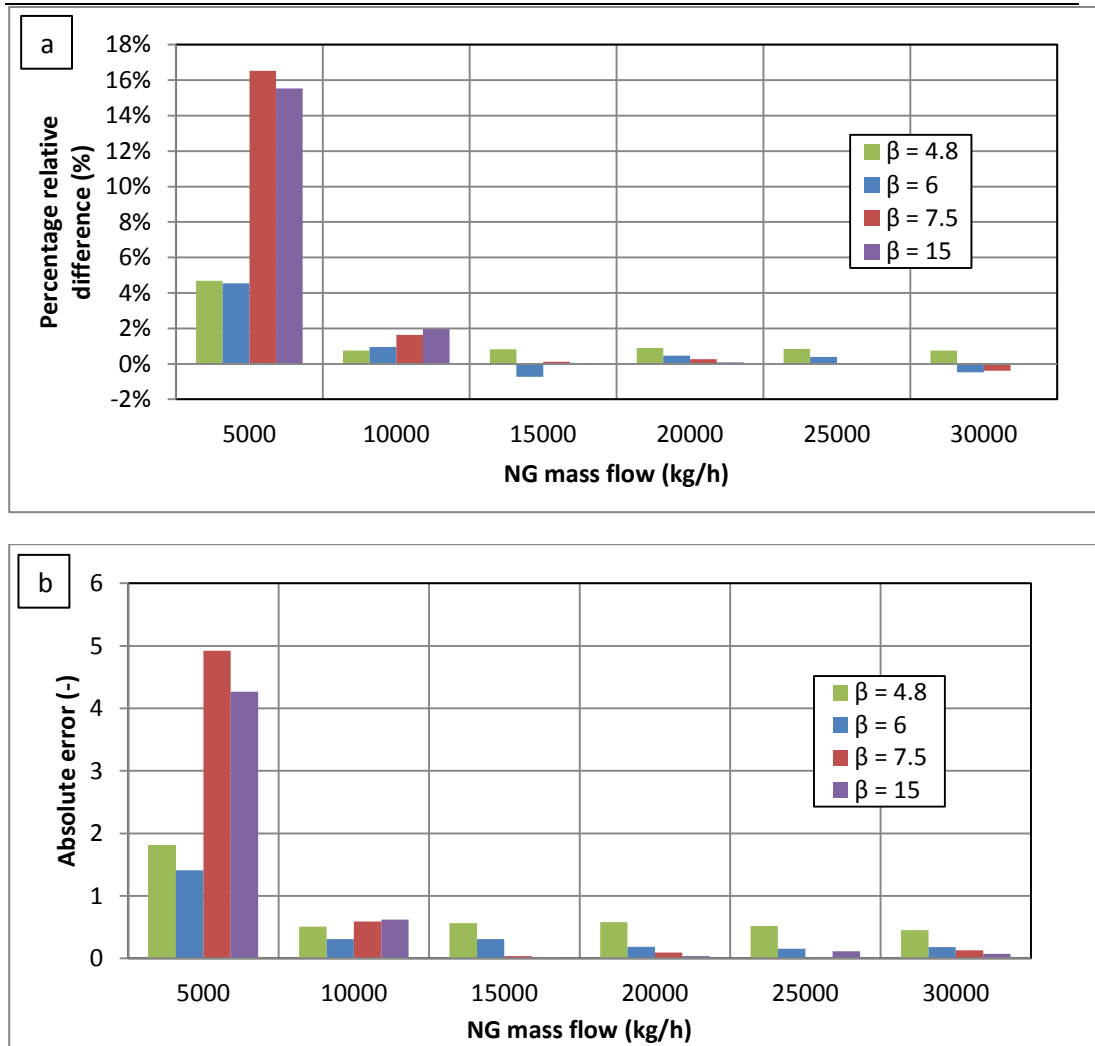 a
18%
16%
14%
12%
10%
8%
6%
4%
2%
0%
-2%
Percentage relative
difference (%)
β = 4.8
β = 6
β = 7.5
β = 15
5000 10000 15000 20000 25000 30000
NG mass flow (kg/h)
b
6
5
4
3
2
1
0
Absolute error (-)
β = 4.8
β = 6
β = 7.5
β = 15
5000 10000 15000 20000 25000 30000
NG mass flow (kg/h)